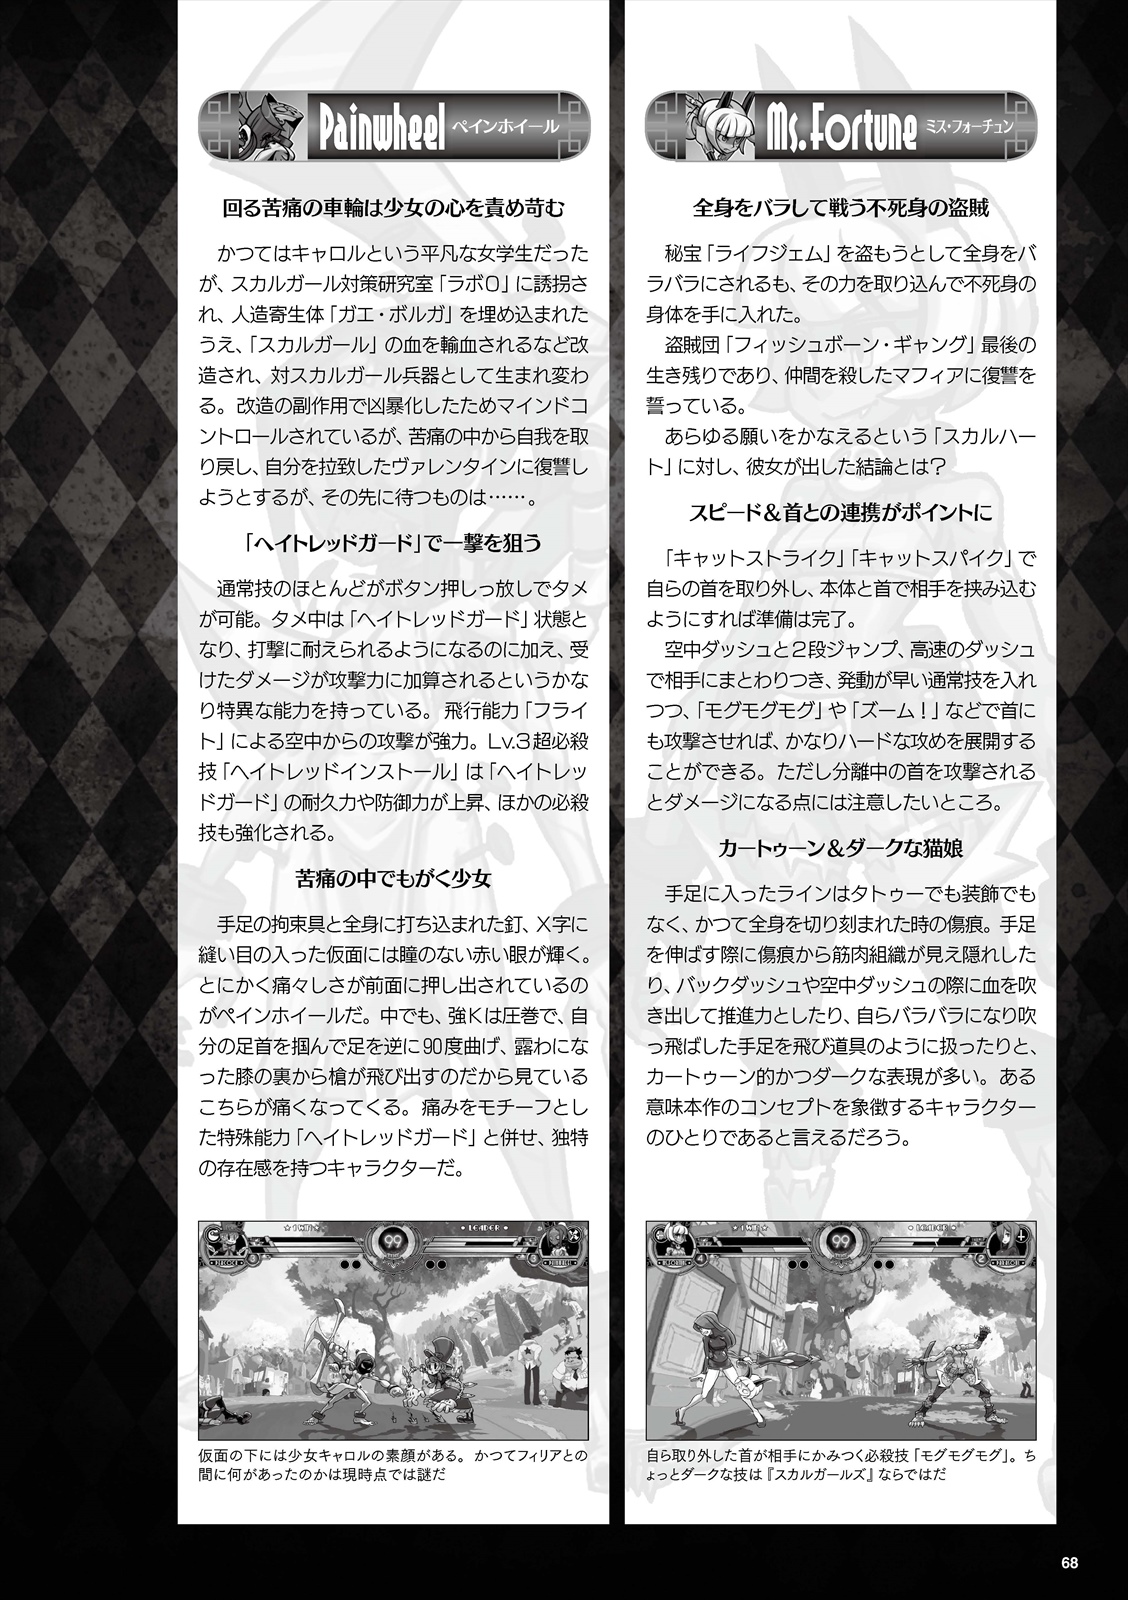 Painwheel ペインホイール
回る苦痛の車輪は少女の心を責め苛む
かつてはキャロルという平凡な女学生だった
が、スカルガール対策研究室「ラボ0」に誘拐さ
れ、人造寄生体「ガエ・ボルガ」を埋め込まれた
うえ、「スカルガール」の血を輸血されるなど改
造され、対スカルガール兵器として生まれ変わ
る。改造の副作用で凶暴化したためマインドコ
ントロールされているが、苦痛の中から自我を取
り戻し、自分を拉致したヴァレンタインに復讐し
ようとするが、その先に待つものは……。
「ヘイトレッドガード」で一撃を狙う
通常技のほとんどがボタン押しっ放しでタメ
が可能。タメ中は「ヘイトレッドガード」状態と
なり、打撃に耐えられるようになるのに加え、受
けたダメージが攻撃力に加算されるというかな
り特異な能力を持っている。飛行能力「フライ
ト」による空中からの攻撃が強力。Lv.3超必殺
技「ヘイトレッドインストール」は「ヘイトレッ
ドガード」の耐久力や防御力が上昇、ほかの必殺
技も強化される。
苦痛の中でもがく少女
手足の拘束具と全身に打ち込まれた釘、X字に
縫い目の入った仮面には瞳のない赤い眼が輝く。
とにかく痛々しさが前面に押し出されているの
がペインホイールだ。中でも、強Kは圧巻で、自
分の足首を掴んで足を逆に90度曲げ、露わにな
った膝の裏から槍が飛び出すのだから見ている
こちらが痛くなってくる。痛みをモチーフとし
た特殊能力「ヘイトレッドガード」と併せ、独特
の存在感を持つキャラクターだ。
LEADER
99
仮面の下には少女キャロルの素顔がある。かつてフィリアとの
間に何があったのかは現時点では謎だ
Ms.Fortune ミス・フォーチュン
全身をバラして戦う不死身の盗賊
秘宝「ライフジェム」を盗もうとして全身をバ
ラバラにされるも、その力を取り込んで不死身の
身体を手に入れた。
盗賊団「フィッシュボーン・ギャング」最後の
生き残りであり、仲間を殺したマフィアに復讐を
誓っている。
あらゆる願いをかなえるという「スカルハー
ト」に対し、彼女が出した結論とは?
スピード&首との連携がポイントに
「キャットストライク」「キャットスパイク」で
自らの首を取り外し、本体と首で相手を挟み込む
ようにすれば準備は完了。
空中ダッシュと2段ジャンプ、高速のダッシュ
で相手にまとわりつき、発動が早い通常技を入れ
つつ、「モグモグモグ」や「ズーム!」などで首に
も攻撃させれば、かなりハードな攻めを展開する
ことができる。ただし分離中の首を攻撃される
とダメージになる点には注意したいところ。
カートゥーン&ダークな猫娘
手足に入ったラインはタトゥーでも装飾でも
なく、かつて全身を切り刻まれた時の傷痕。手足
を伸ばす際に傷痕から筋肉組織が見え隠れした
り、バックダッシュや空中ダッシュの際に血を吹
き出して推進力としたり、自らバラバラになり吹
っ飛ばした手足を飛び道具のように扱ったりと、
カートゥーン的かつダークな表現が多い。ある
意味本作のコンセプトを象徴するキャラクター
のひとりであると言えるだろう。
LEADER
99
自ら取り外した首が相手にかみつく必殺技「モグモグモグ」。ち
ょっとダークな技は『スカルガールズ』ならではだ
68